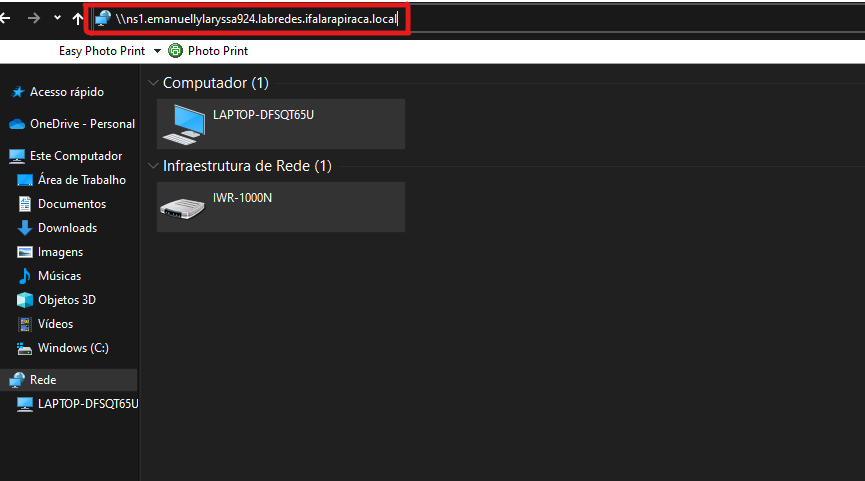 \\ns1.emanuellylaryssa924.labredes.ifalarapiraca.local
Easy Photo Print Photo Print
Acesso rápido
OneDrive - Personal
Este Computador
Área de Trabalho
Documentos
Downloads
Imagens
Músicas
Objetos 3D
Vídeos
Windows (C:)
Rede
LAPTOP-DFSQT65U
Computador (1)
LAPTOP-DFSQT65U
Infraestrutura de Rede (1)
IWR-1000N